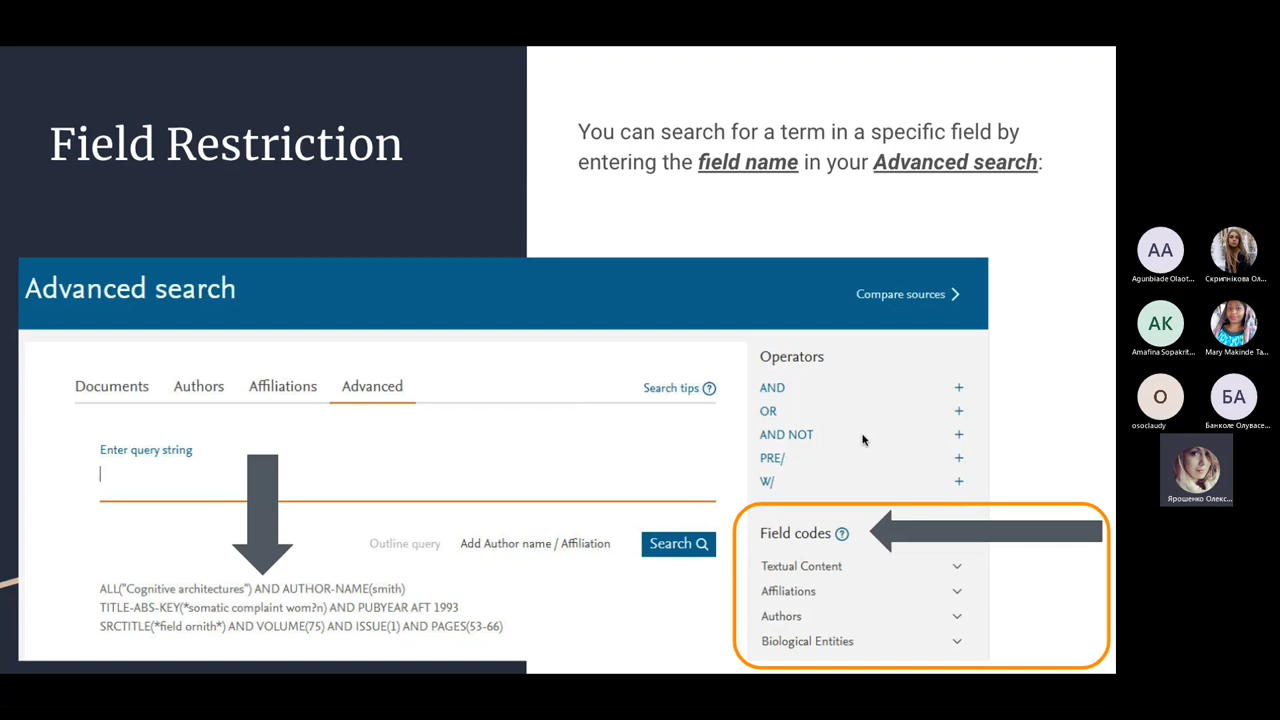 Field Restriction
You can search for a term in a specific field by
entering the field name in your Advanced search:
Advanced search
Compare sources
Documents Authors Affiliations Advanced
Search tips
Enter query string
Outline query Add Author name / Affiliation Search
ALL("Cognitive architectures") AND AUTHOR-NAME(smith)
TITLE-ABS-KEY(*somatic complaint wom?n) AND PUBYEAR AFT 1993
SRCTITLE(*field ornith*) AND VOLUME(75) AND ISSUE(1) AND PAGES(53-66)
Operators
AND +
OR +
AND NOT +
PRE/ +
W/ +
Field codes ?
Textual Content
Affiliations
Authors
Biological Entities
AA
Agunbiade Olaot...
Скрипнікова Ол...
AK
Amafina Sopakrit...
Mary Makinde Ta...
O
osoclaudy
БА
Банколе Олувасе...
Ярошенко Олекс...